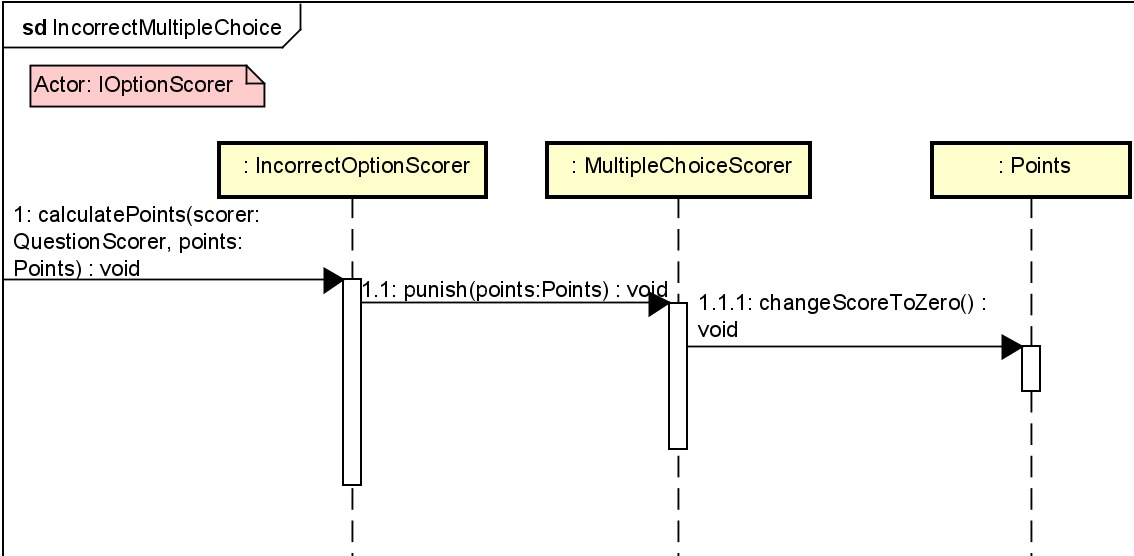 sd IncorrectMultipleChoice
Actor: IOptionScorer
: IncorrectOptionScorer
: MultipleChoiceScorer
: Points
1: calculatePoints(scorer:
QuestionScorer, points:
Points) : void
1.1: punish(points:Points) : void
1.1.1: changeScoreToZero() :
void